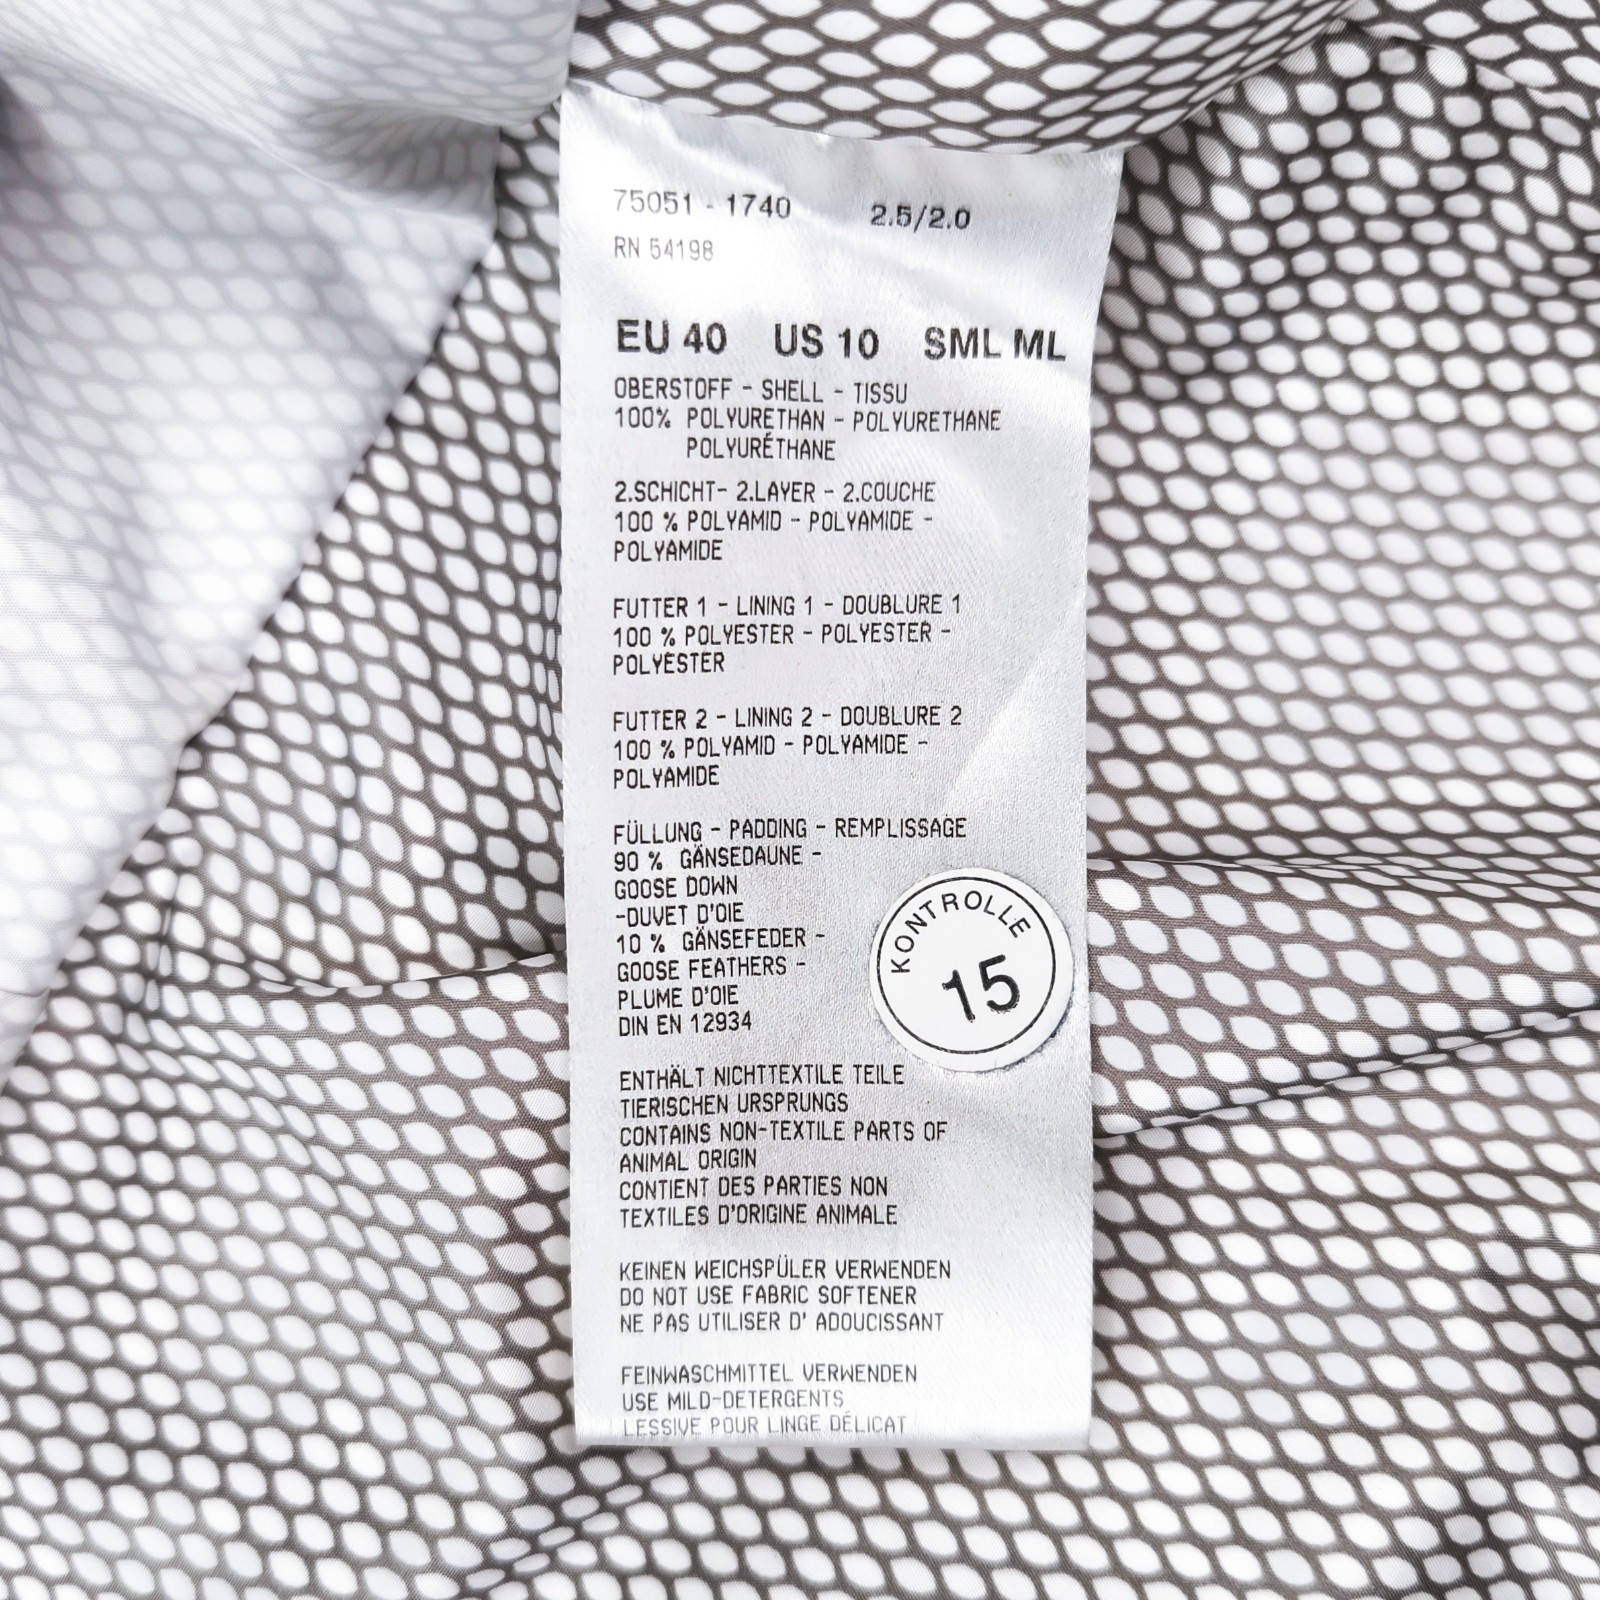 75051 - 1740 2.5/2.0
RN 54198
EU 40 US 10 SML ML
OBERSTOFF - SHELL - TISSU
100% POLYURETHAN - POLYURETHANE
POLYURÉTHANE
2.SCHICHT- 2.LAYER - 2.COUCHE
100 % POLYAMID - POLYAMIDE -
POLYAMIDE
FUTTER 1 - LINING 1 - DOUBLURE 1
100 % POLYESTER - POLYESTER -
POLYESTER
FUTTER 2 - LINING 2 - DOUBLURE 2
100 % POLYAMID - POLYAMIDE -
POLYAMIDE
FÜLLUNG - PADDING - REMPLISSAGE
90 % GÄNSEDAUNE -
GOOSE DOWN
-DUVET D'OIE
10 % GÄNSEFEDER -
GOOSE FEATHERS -
PLUME D'OIE
DIN EN 12934
KONTROLLE
15
ENTHÄLT NICHTTEXTILE TEILE
TIERISCHEN URSPRUNGS
CONTAINS NON-TEXTILE PARTS OF
ANIMAL ORIGIN
CONTIENT DES PARTIES NON
TEXTILES D'ORIGINE ANIMALE
KEINEN WEICHSPÜLER VERWENDEN
DO NOT USE FABRIC SOFTENER
NE PAS UTILISER D' ADOUCISSANT
FEINWASCHMITTEL VERWENDEN
USE MILD-DETERGENTS
LESSIVE POUR LINGE DÉLICAT